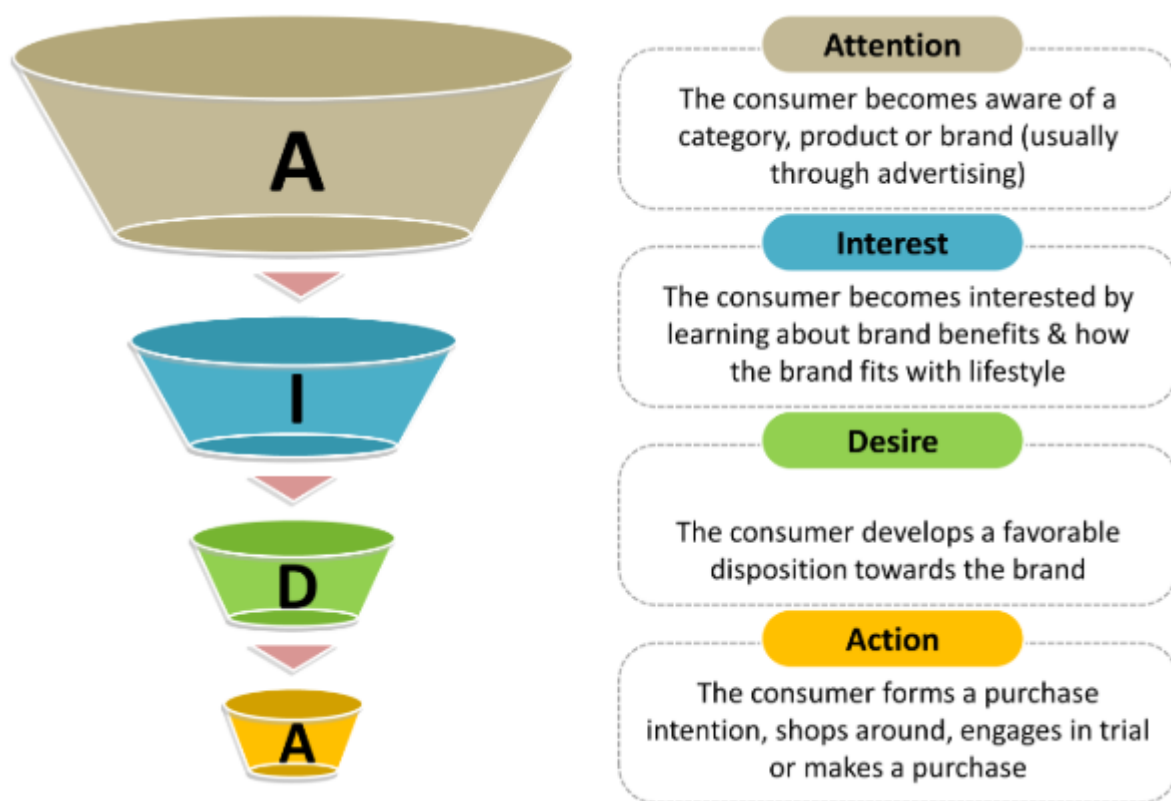 A
Attention
The consumer becomes aware of a
category, product or brand (usually
through advertising)
I
Interest
The consumer becomes interested by
learning about brand benefits & how
the brand fits with lifestyle
D
Desire
The consumer develops a favorable
disposition towards the brand
A
Action
The consumer forms a purchase
intention, shops around, engages in trial
or makes a purchase